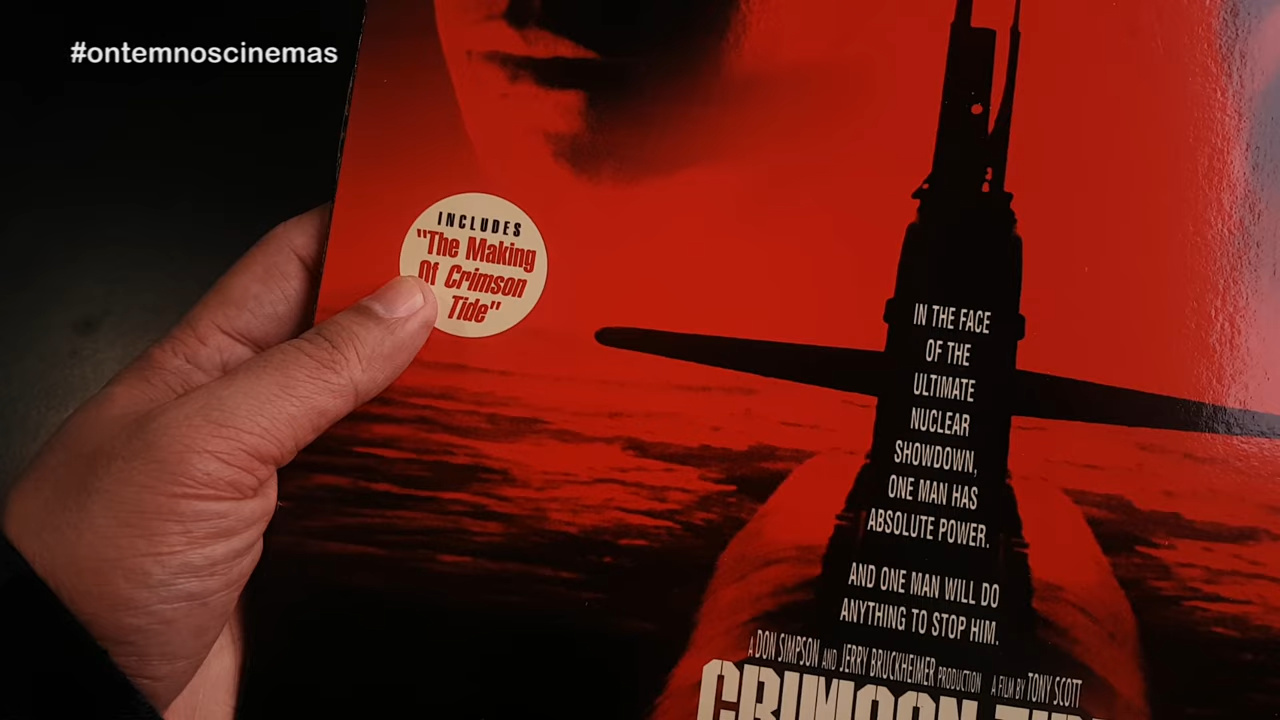 #ontemnoscinemas
INCLUDES
"The Making
Of Crimson
Tide"
IN THE FACE
OF THE
ULTIMATE
NUCLEAR
SHOWDOWN,
ONE MAN HAS
ABSOLUTE POWER.
AND ONE MAN WILL DO
ANYTHING TO STOP HIM.
A DON SIMPSON AND JERRY BRUCKHEIMER PRODUCTION A FILM BY TONY SCOTT
CRIMSON TIDE